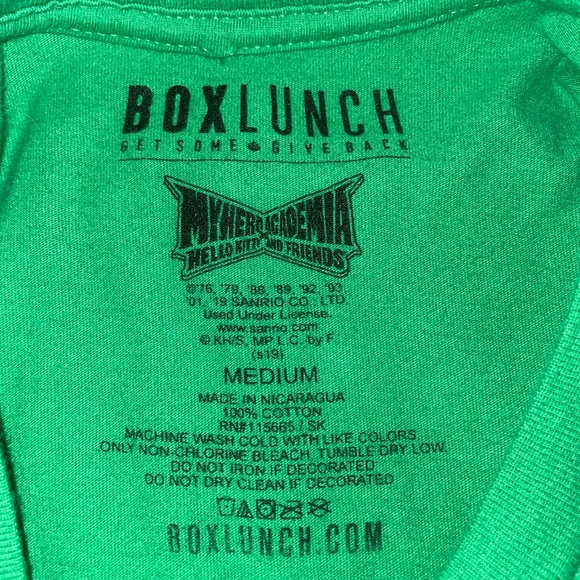 BOXLUNCH
GET SOME GIVE BACK
MY HERO ACADEMIA
HELLO KITTY AND FRIENDS
©'76, '79, '88, '89, '92, '93
'01, '19 SANRIO CO., LTD.
Used Under License.
www.sanrio.com
© KH/S, MP I.C. by F.
(s19)
MEDIUM
MADE IN NICARAGUA
100% COTTON
RN#115665 / SK
MACHINE WASH COLD WITH LIKE COLORS
ONLY NON-CHLORINE BLEACH, TUMBLE DRY LOW.
DO NOT IRON IF DECORATED
DO NOT DRY CLEAN IF DECORATED
BOXLUNCH.COM